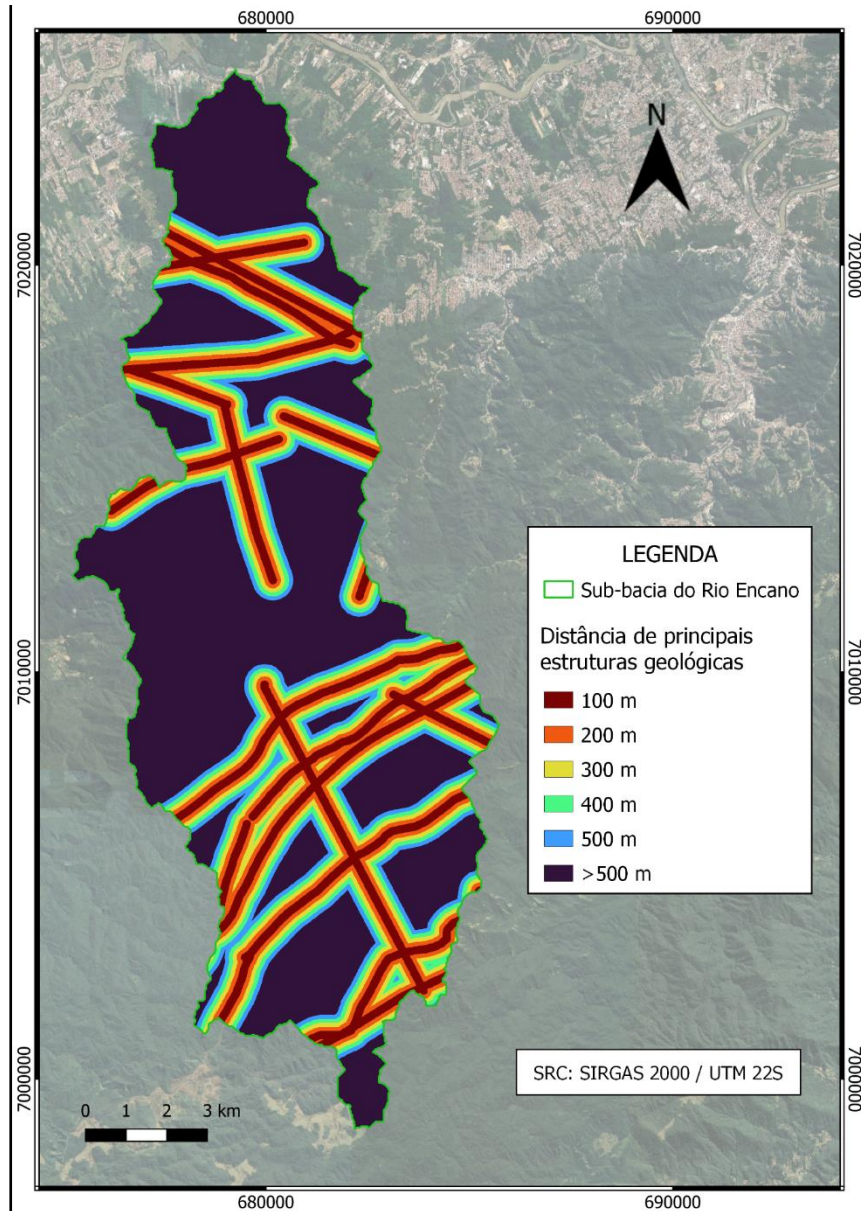 680000
690000
N
7020000
7020000
LEGENDA
Sub-bacia do Rio Encano
Distância de principais
estruturas geológicas
100 m
200 m
300 m
400 m
500 m
>500 m
7010000
7010000
7000000
7000000
SRC: SIRGAS 2000 / UTM 22S
0 1 2 3 km
680000
690000